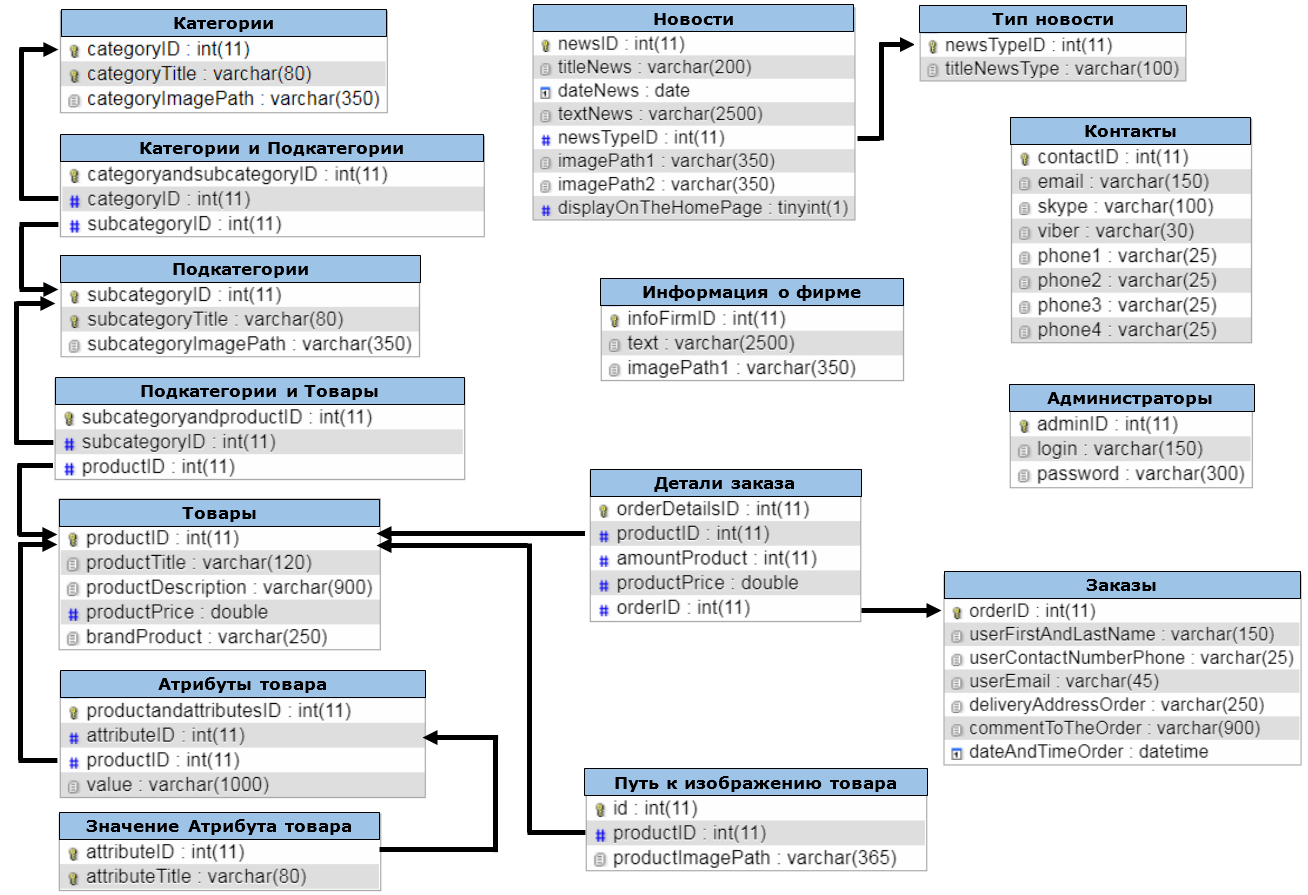 Категории
categoryID : int(11)
categoryTitle : varchar(80)
categoryImagePath : varchar(350)
Категории и Подкатегории
categoryandsubcategoryID : int(11)
categoryID : int(11)
subcategoryID : int(11)
Подкатегории
subcategoryID : int(11)
subcategoryTitle : varchar(80)
subcategoryImagePath : varchar(350)
Подкатегории и Товары
subcategoryandproductID : int(11)
subcategoryID : int(11)
productID : int(11)
Товары
productID : int(11)
productTitle : varchar(120)
productDescription : varchar(900)
productPrice : double
brandProduct : varchar(250)
Атрибуты товара
productandattributesID : int(11)
attributeID : int(11)
productID : int(11)
value : varchar(1000)
Значение Атрибута товара
attributeID : int(11)
attributeTitle : varchar(80)
Новости
newsID : int(11)
titleNews : varchar(200)
dateNews : date
textNews : varchar(2500)
newsTypeID : int(11)
imagePath1 : varchar(350)
imagePath2 : varchar(350)
displayOnTheHomePage : tinyint(1)
Информация о фирме
infoFirmID : int(11)
text : varchar(2500)
imagePath1 : varchar(350)
Детали заказа
orderDetailsID : int(11)
productID : int(11)
amountProduct : int(11)
productPrice : double
orderID : int(11)
Путь к изображению товара
id : int(11)
productID : int(11)
productImagePath : varchar(365)
Тип новости
newsTypeID : int(11)
titleNewsType : varchar(100)
Контакты
contactID : int(11)
email : varchar(150)
skype : varchar(100)
viber : varchar(30)
phone1 : varchar(25)
phone2 : varchar(25)
phone3 : varchar(25)
phone4 : varchar(25)
Администраторы
adminID : int(11)
login : varchar(150)
password : varchar(300)
Заказы
orderID : int(11)
userFirstAndLastName : varchar(150)
userContactNumberPhone : varchar(25)
userEmail : varchar(45)
deliveryAddressOrder : varchar(250)
commentToTheOrder : varchar(900)
dateAndTimeOrder : datetime